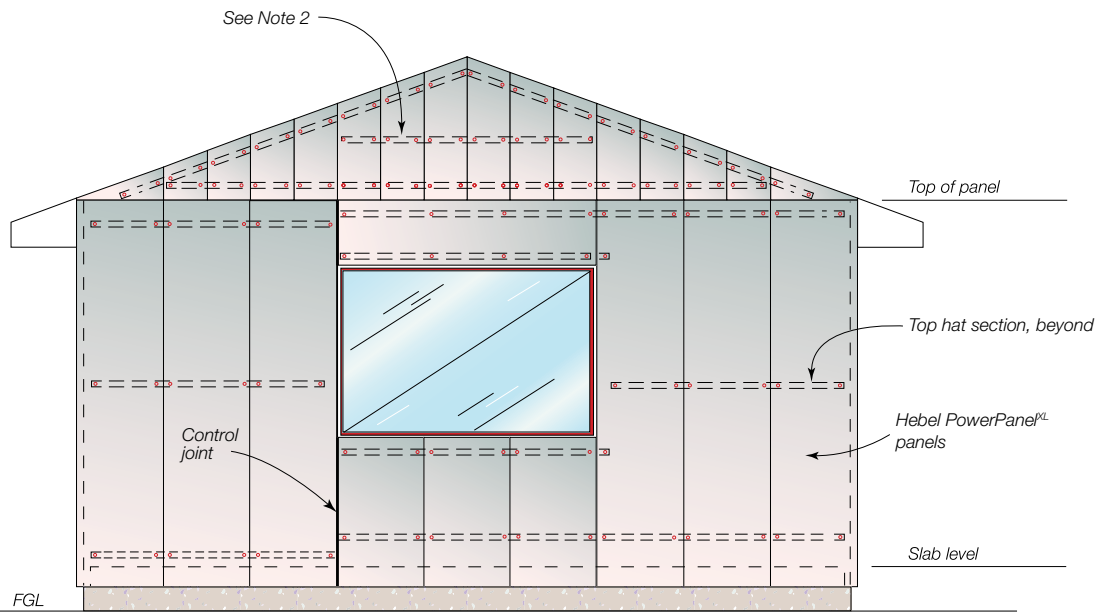 See Note 2
Top of panel
Top hat section, beyond
Hebel PowerPanelXL
panels
Control
joint
Slab level
FGL